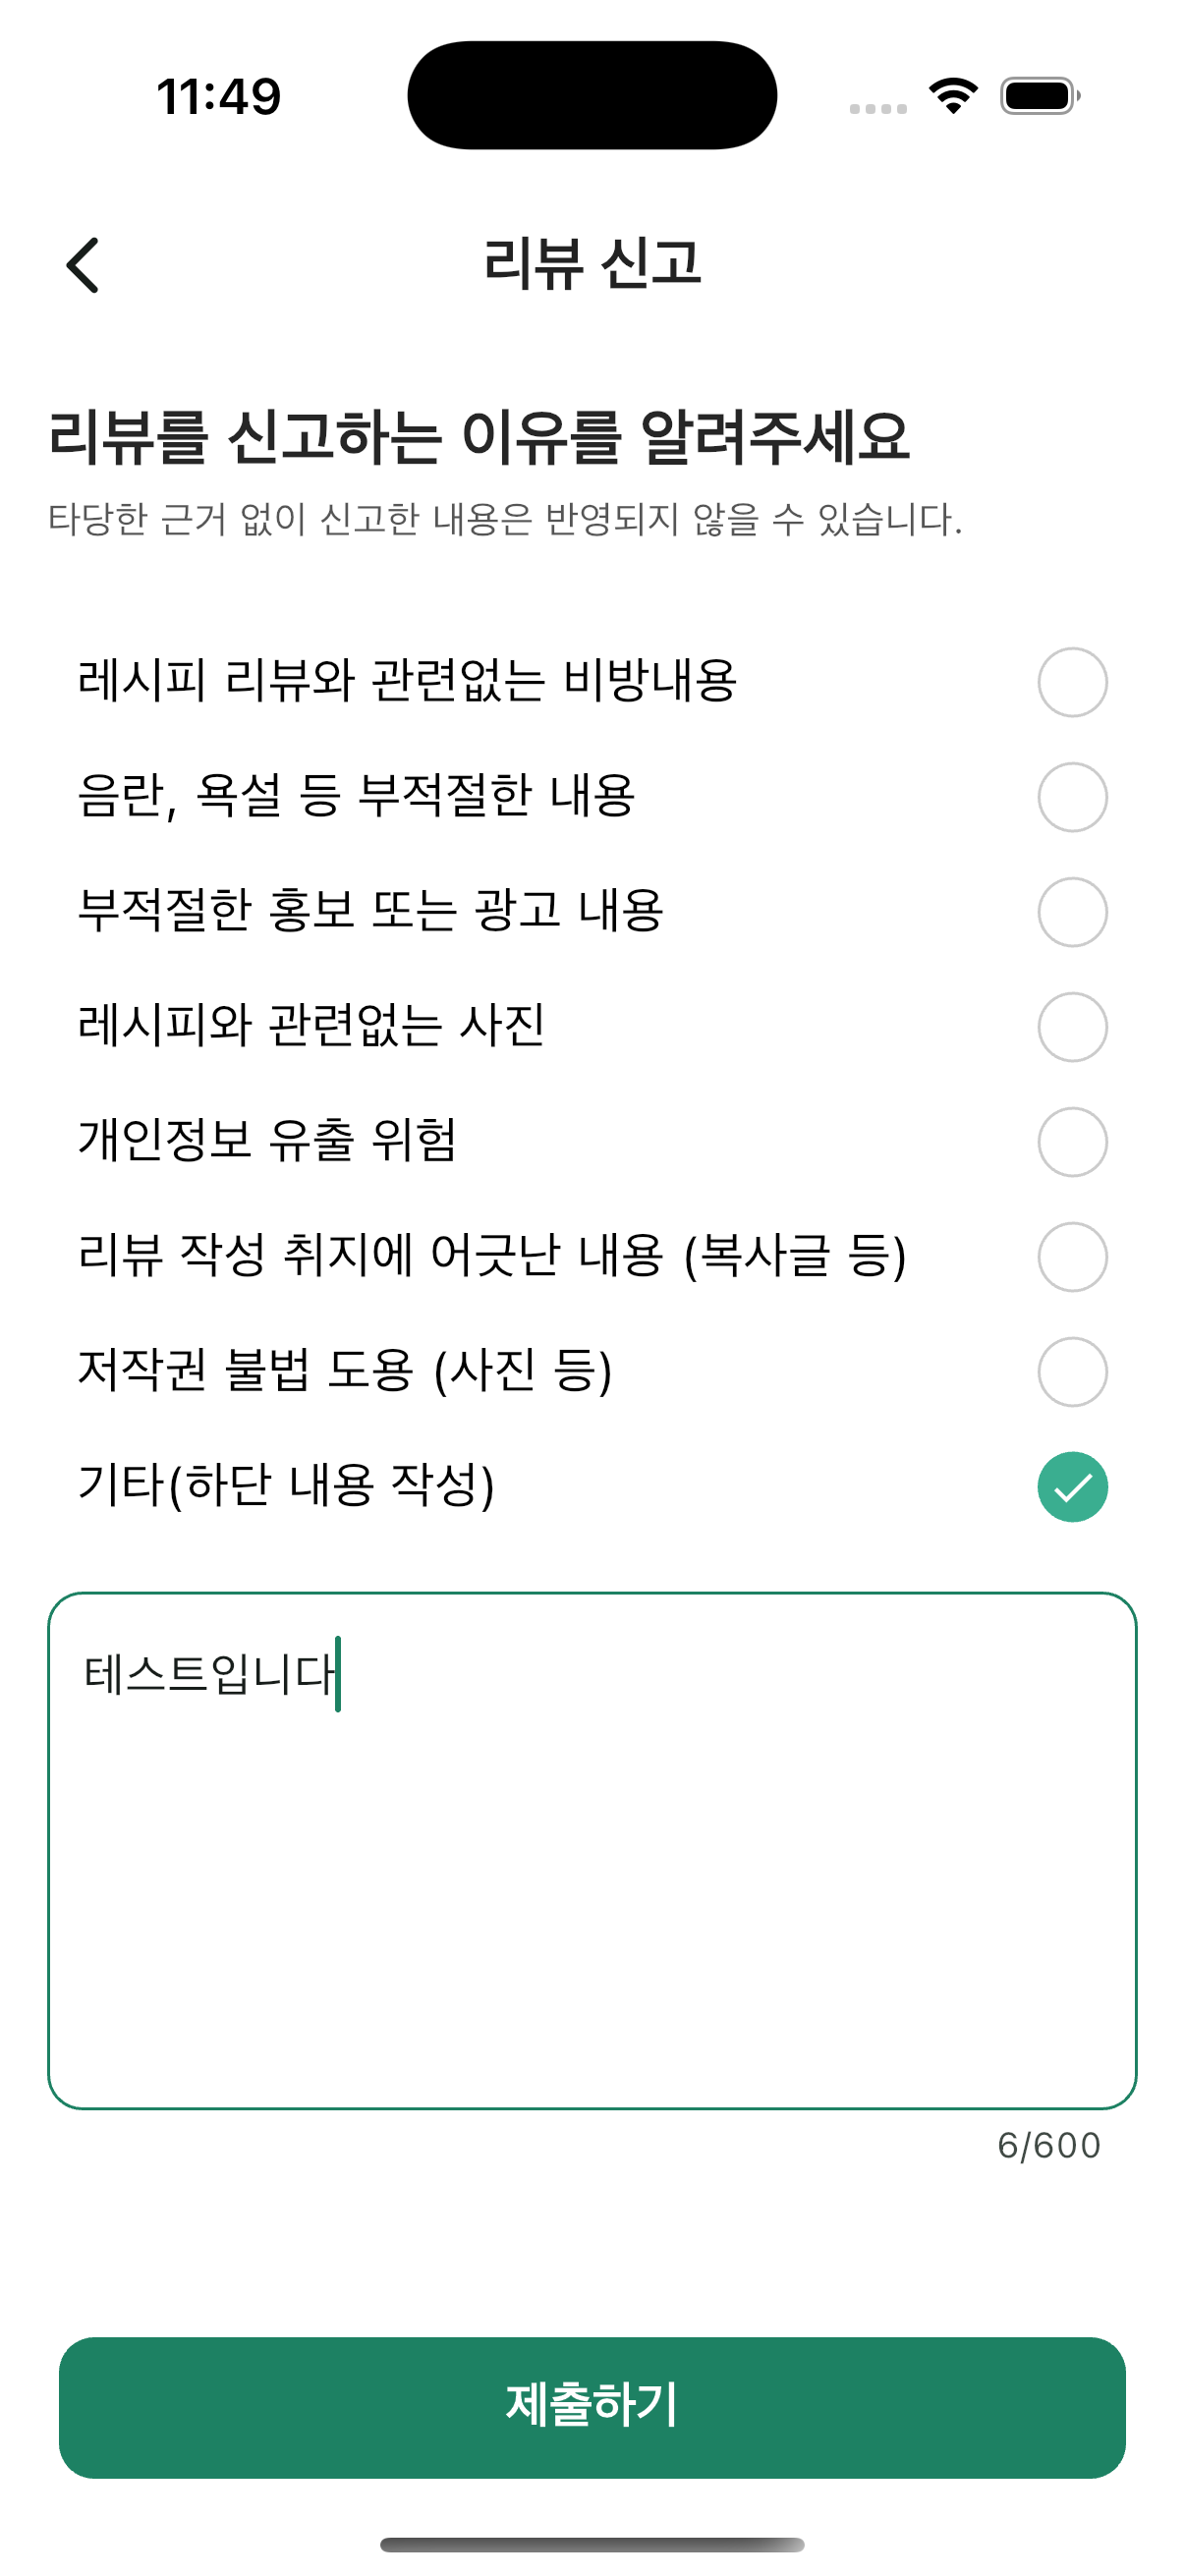 11:49
리뷰 신고
리뷰를 신고하는 이유를 알려주세요
타당한 근거 없이 신고한 내용은 반영되지 않을 수 있습니다.
레시피 리뷰와 관련없는 비방내용
음란, 욕설 등 부적절한 내용
부적절한 홍보 또는 광고 내용
레시피와 관련없는 사진
개인정보 유출 위험
리뷰 작성 취지에 어긋난 내용 (복사글 등)
저작권 불법 도용 (사진 등)
기타(하단 내용 작성)
테스트입니다
6/600
제출하기